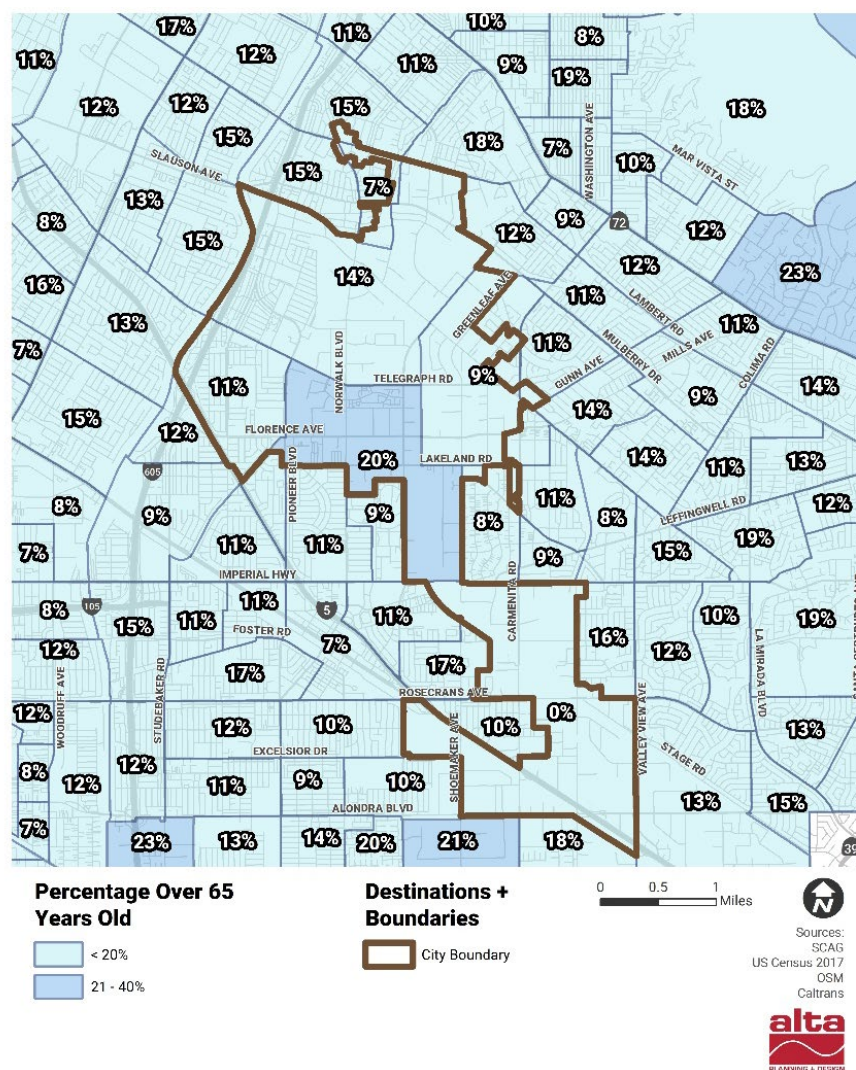 10%
17%
11%
8%
12%
11%
11%
9%
19%
12%
12%
15%
18%
15%
18%
7%
10%
WASHINGTON AVE
MAR VISTA ST
SLAUSON AVE
15%
7%
13%
8%
15%
12%
9%
72
12%
12%
23%
14%
16%
GREENLEAF AVE
11%
LAMBERT RD
13%
7%
NORWALK BLVD
11%
MULBERRY DR
MILLS AVE
11%
COLIMA RD
TELEGRAPH RD
9%
GUNN AVE
11%
9%
14%
15%
14%
12%
FLORENCE AVE
20%
LAKELAND RD
14%
11%
13%
605
PIONEER BLVD
8%
9%
9%
8%
11%
8%
LEFFINGWELL RD
12%
7%
11%
11%
9%
15%
19%
IMPERIAL HWY
CARMENITA RD
8%
105
15%
11%
11%
5
11%
16%
10%
19%
FOSTER RD
7%
12%
12%
WOODRUFF AVE
STUDEBAKER RD
17%
17%
LA MIRADA BLVD
ROSECRANS AVE
12%
12%
10%
SHOEMAKER AVE
10%
0%
VALLEY VIEW AVE
13%
EXCELSIOR DR
STAGE RD
8%
12%
12%
11%
9%
10%
13%
15%
ALONDRA BLVD
7%
23%
13%
14%
20%
21%
18%
39
Percentage Over 65
Years Old
< 20%
21 - 40%
Destinations +
Boundaries
City Boundary
0 0.5 1
Miles
N
Sources:
SCAG
US Census 2017
OSM
Caltrans
alta
PLANNING + DESIGN